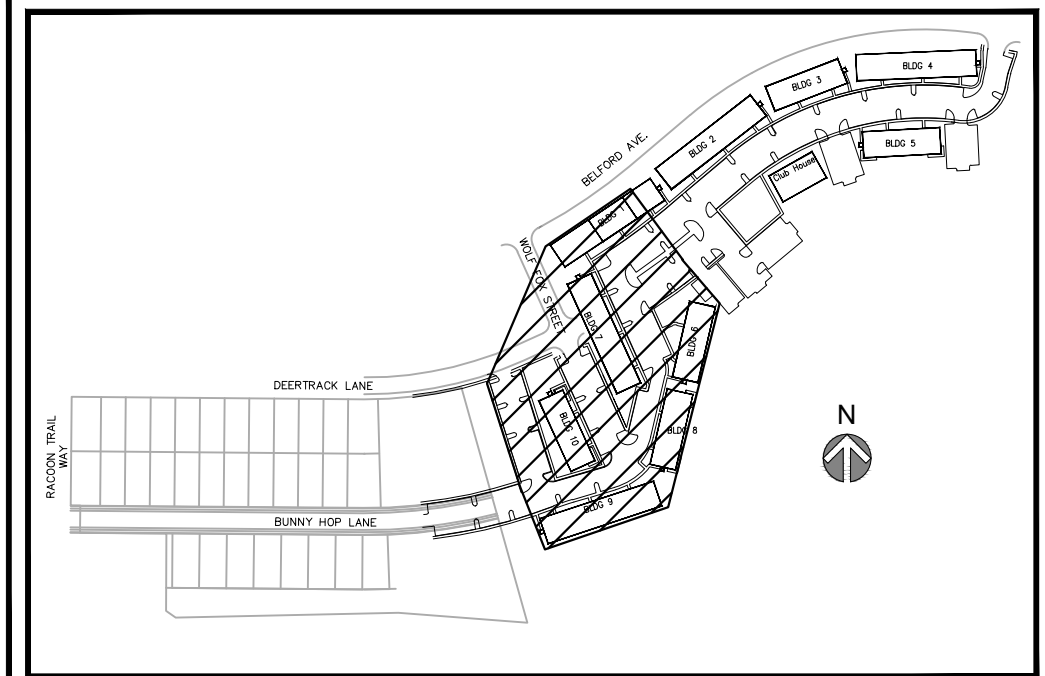 BLDG 4
BLDG 3
BLDG 2
BLDG 5
BELFORD AVE.
Club House
BLDG 1
WOLF FOX STREET
BLDG 7
BLDG 6
DEERTRACK LANE
BLDG 10
BLDG 8
N
RACOON TRAIL
WAY
BLDG 9
BUNNY HOP LANE